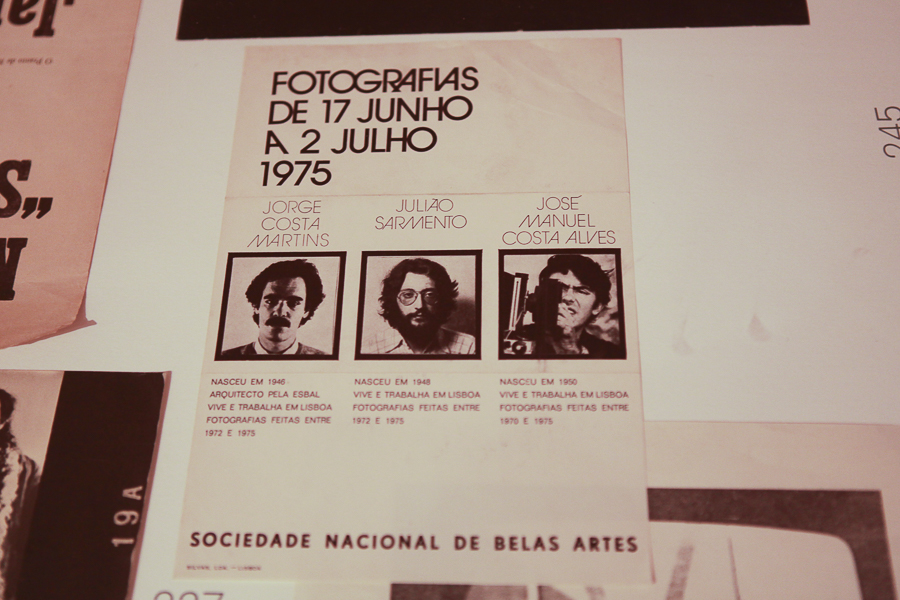 FOTOGRAFIAS
DE 17 JUNHO
A 2 JULHO
1975
JORGE
COSTA
MARTINS
JULIÃO
SARMENTO
JOSÉ
MANUEL
COSTA ALVES
NASCEU EM 1946
ARQUITECTO PELA ESBAL
VIVE E TRABALHA EM LISBOA
FOTOGRAFIAS FEITAS ENTRE
1972 E 1975
NASCEU EM 1948
VIVE E TRABALHA EM LISBOA
FOTOGRAFIAS FEITAS ENTRE
1972 E 1975
NASCEU EM 1950
VIVE E TRABALHA EM LISBOA
FOTOGRAFIAS FEITAS ENTRE
1970 E 1975
SOCIEDADE NACIONAL DE BELAS ARTES
245
19A